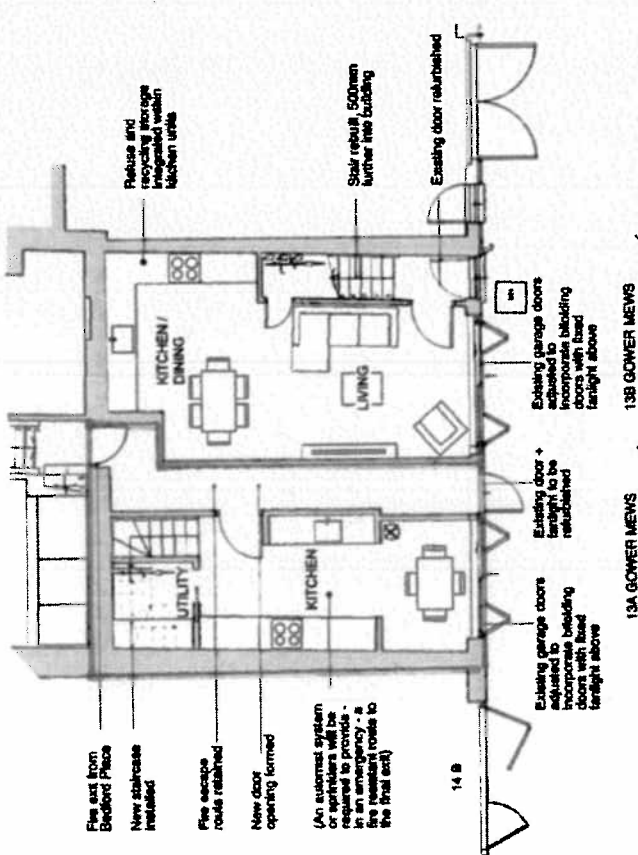 Refuse and
recycling storage
integrated within
kitchen units
Stair rebuilt, 500mm
further into building
Existing door refurbished
KITCHEN /
DINING
LIVING
UTILITY
KITCHEN
Fire exit from
Bedford Place
New staircase
installed
Fire escape
route retained
New door
opening formed
(An automist system
or sprinklers will be
required to provide -
in an emergency - a
fire resistant route to
the final exit)
14 B
Existing garage doors
adjusted to
incorporate bifolding
doors with fixed
fanlight above
Existing door +
fanlight to be
refurbished
Existing garage doors
adjusted to
incorporate bifolding
doors with fixed
fanlight above
13A GOWER MEWS
13B GOWER MEWS